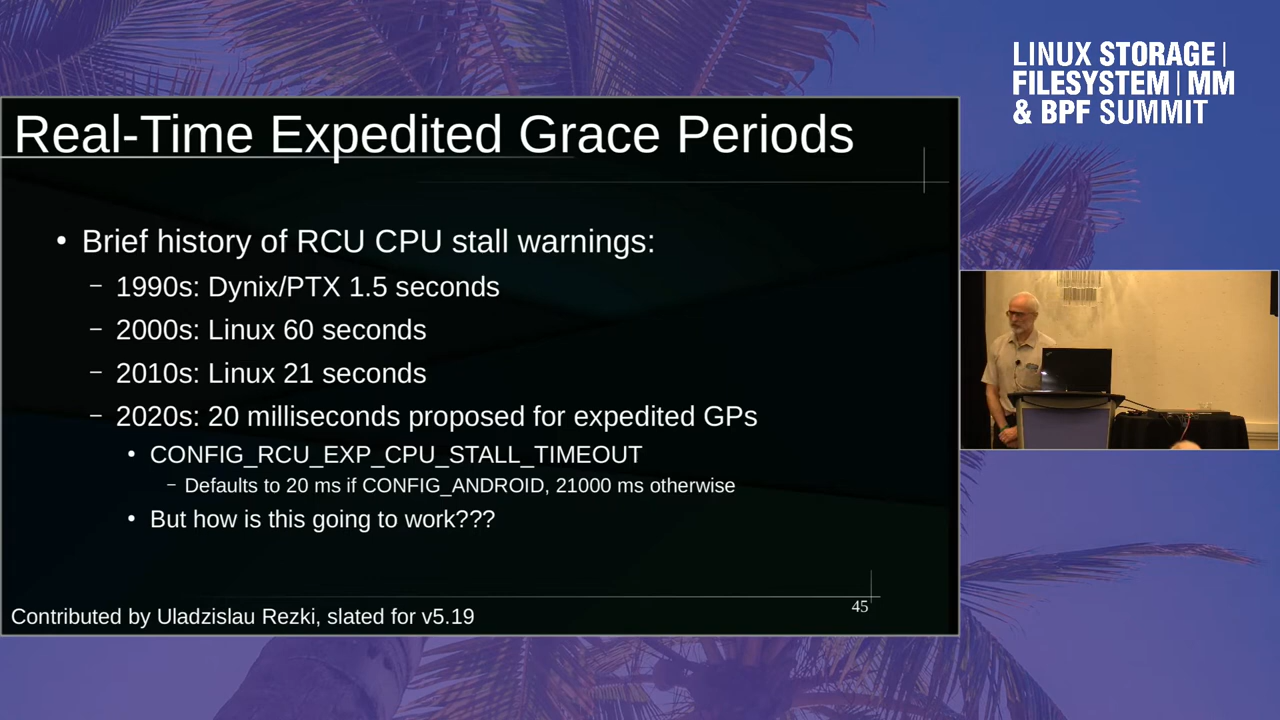 LINUX STORAGE |
FILESYSTEM | MM
& BPF SUMMIT
Real-Time Expedited Grace Periods
• Brief history of RCU CPU stall warnings:
– 1990s: Dynix/PTX 1.5 seconds
– 2000s: Linux 60 seconds
– 2010s: Linux 21 seconds
– 2020s: 20 milliseconds proposed for expedited GPs
• CONFIG_RCU_EXP_CPU_STALL_TIMEOUT
– Defaults to 20 ms if CONFIG_ANDROID, 21000 ms otherwise
• But how is this going to work???
45
Contributed by Uladzislau Rezki, slated for v5.19